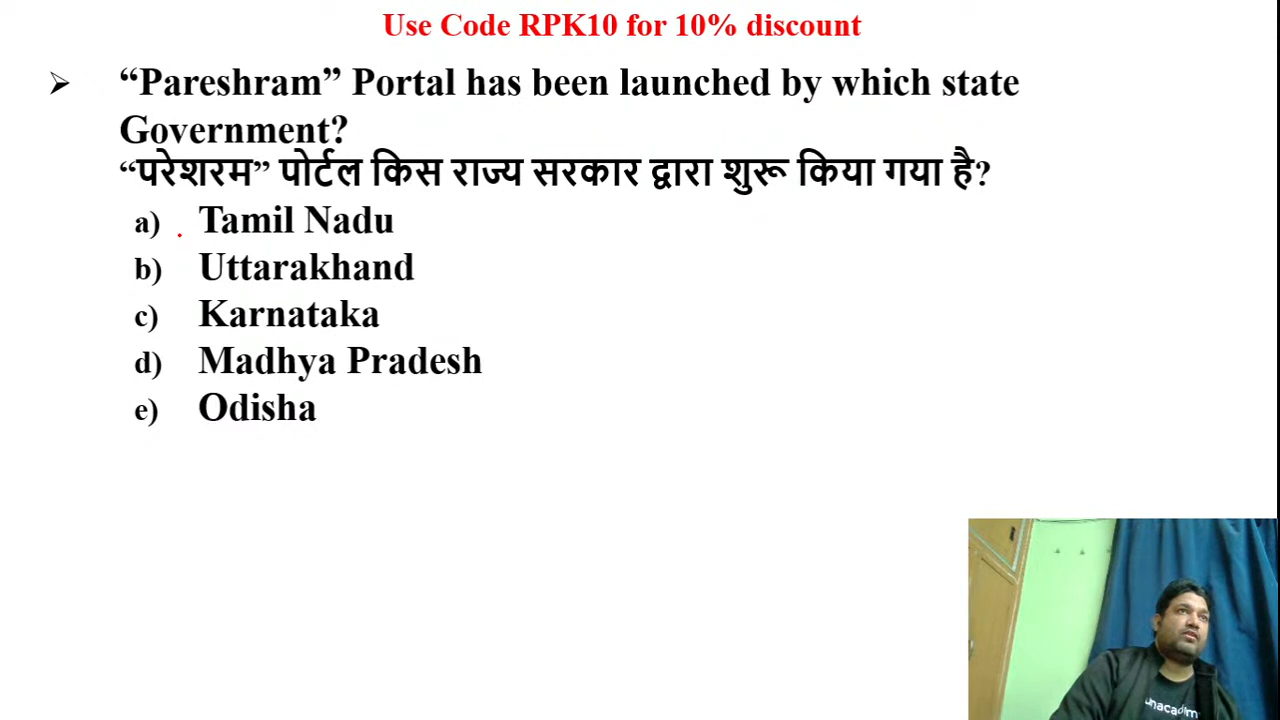 Use Code RPK10 for 10% discount
➢ “Pareshram” Portal has been launched by which state
Government?
“परेशरम” पोर्टल किस राज्य सरकार द्वारा शुरू किया गया है?
a) Tamil Nadu
b) Uttarakhand
c) Karnataka
d) Madhya Pradesh
e) Odisha
unacadem